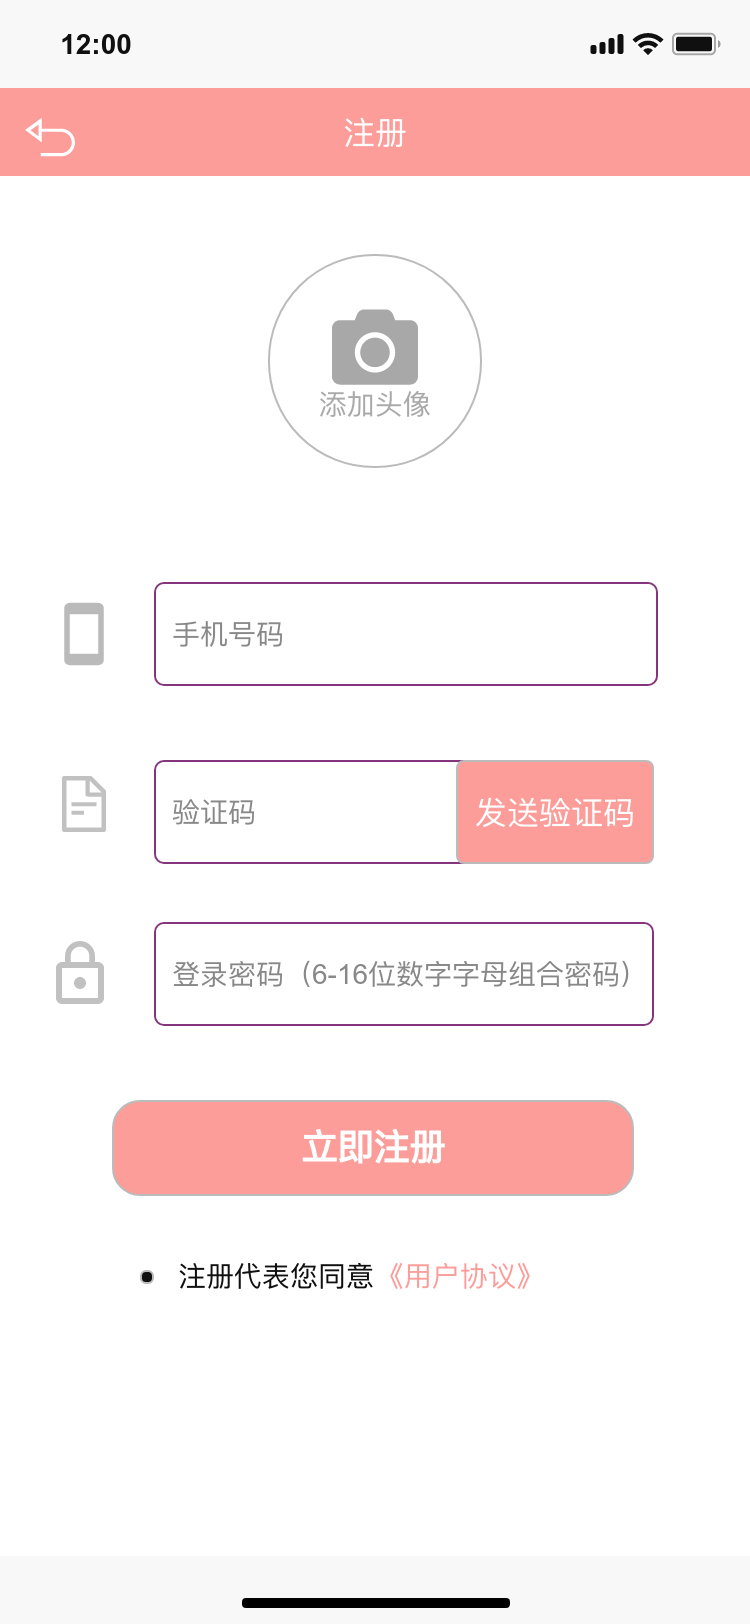 12:00
注册
添加头像
手机号码
验证码
发送验证码
登录密码（6-16位数字字母组合密码）
立即注册
注册代表您同意《用户协议》